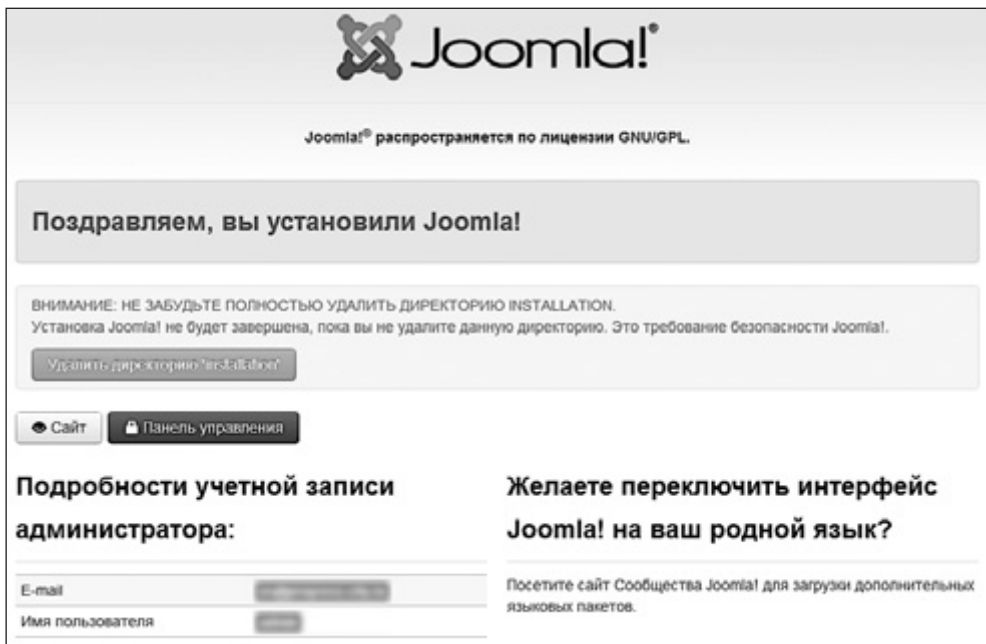 Joomla!®
Joomla!® распространяется по лицензии GNU/GPL.
Поздравляем, вы установили Joomla!
ВНИМАНИЕ: НЕ ЗАБУДЬТЕ ПОЛНОСТЬЮ УДАЛИТЬ ДИРЕКТОРИЮ INSTALLATION.
Установка Joomla! не будет завершена, пока вы не удалите данную директорию. Это требование безопасности Joomla!.
Удалить директорию 'installation'
Сайт
Панель управления
Подробности учетной записи
администратора:
E-mail
Имя пользователя
Желаете переключить интерфейс
Joomla! на ваш родной язык?
Посетите сайт Сообщества Joomla! для загрузки дополнительных
языковых пакетов.